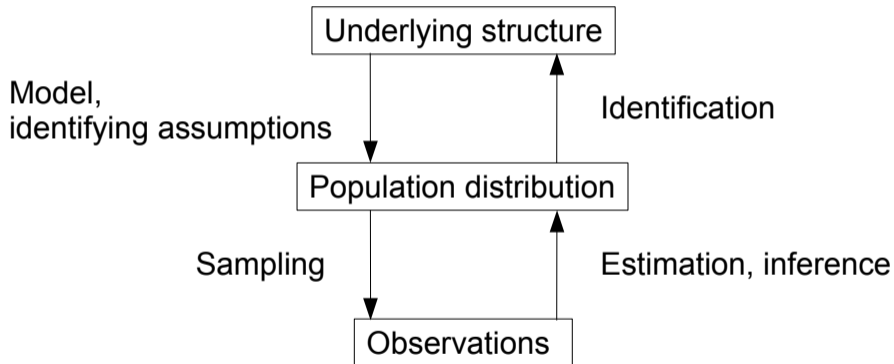 Underlying structure
Model,
identifying assumptions
Identification
Population distribution
Sampling
Estimation, inference
Observations